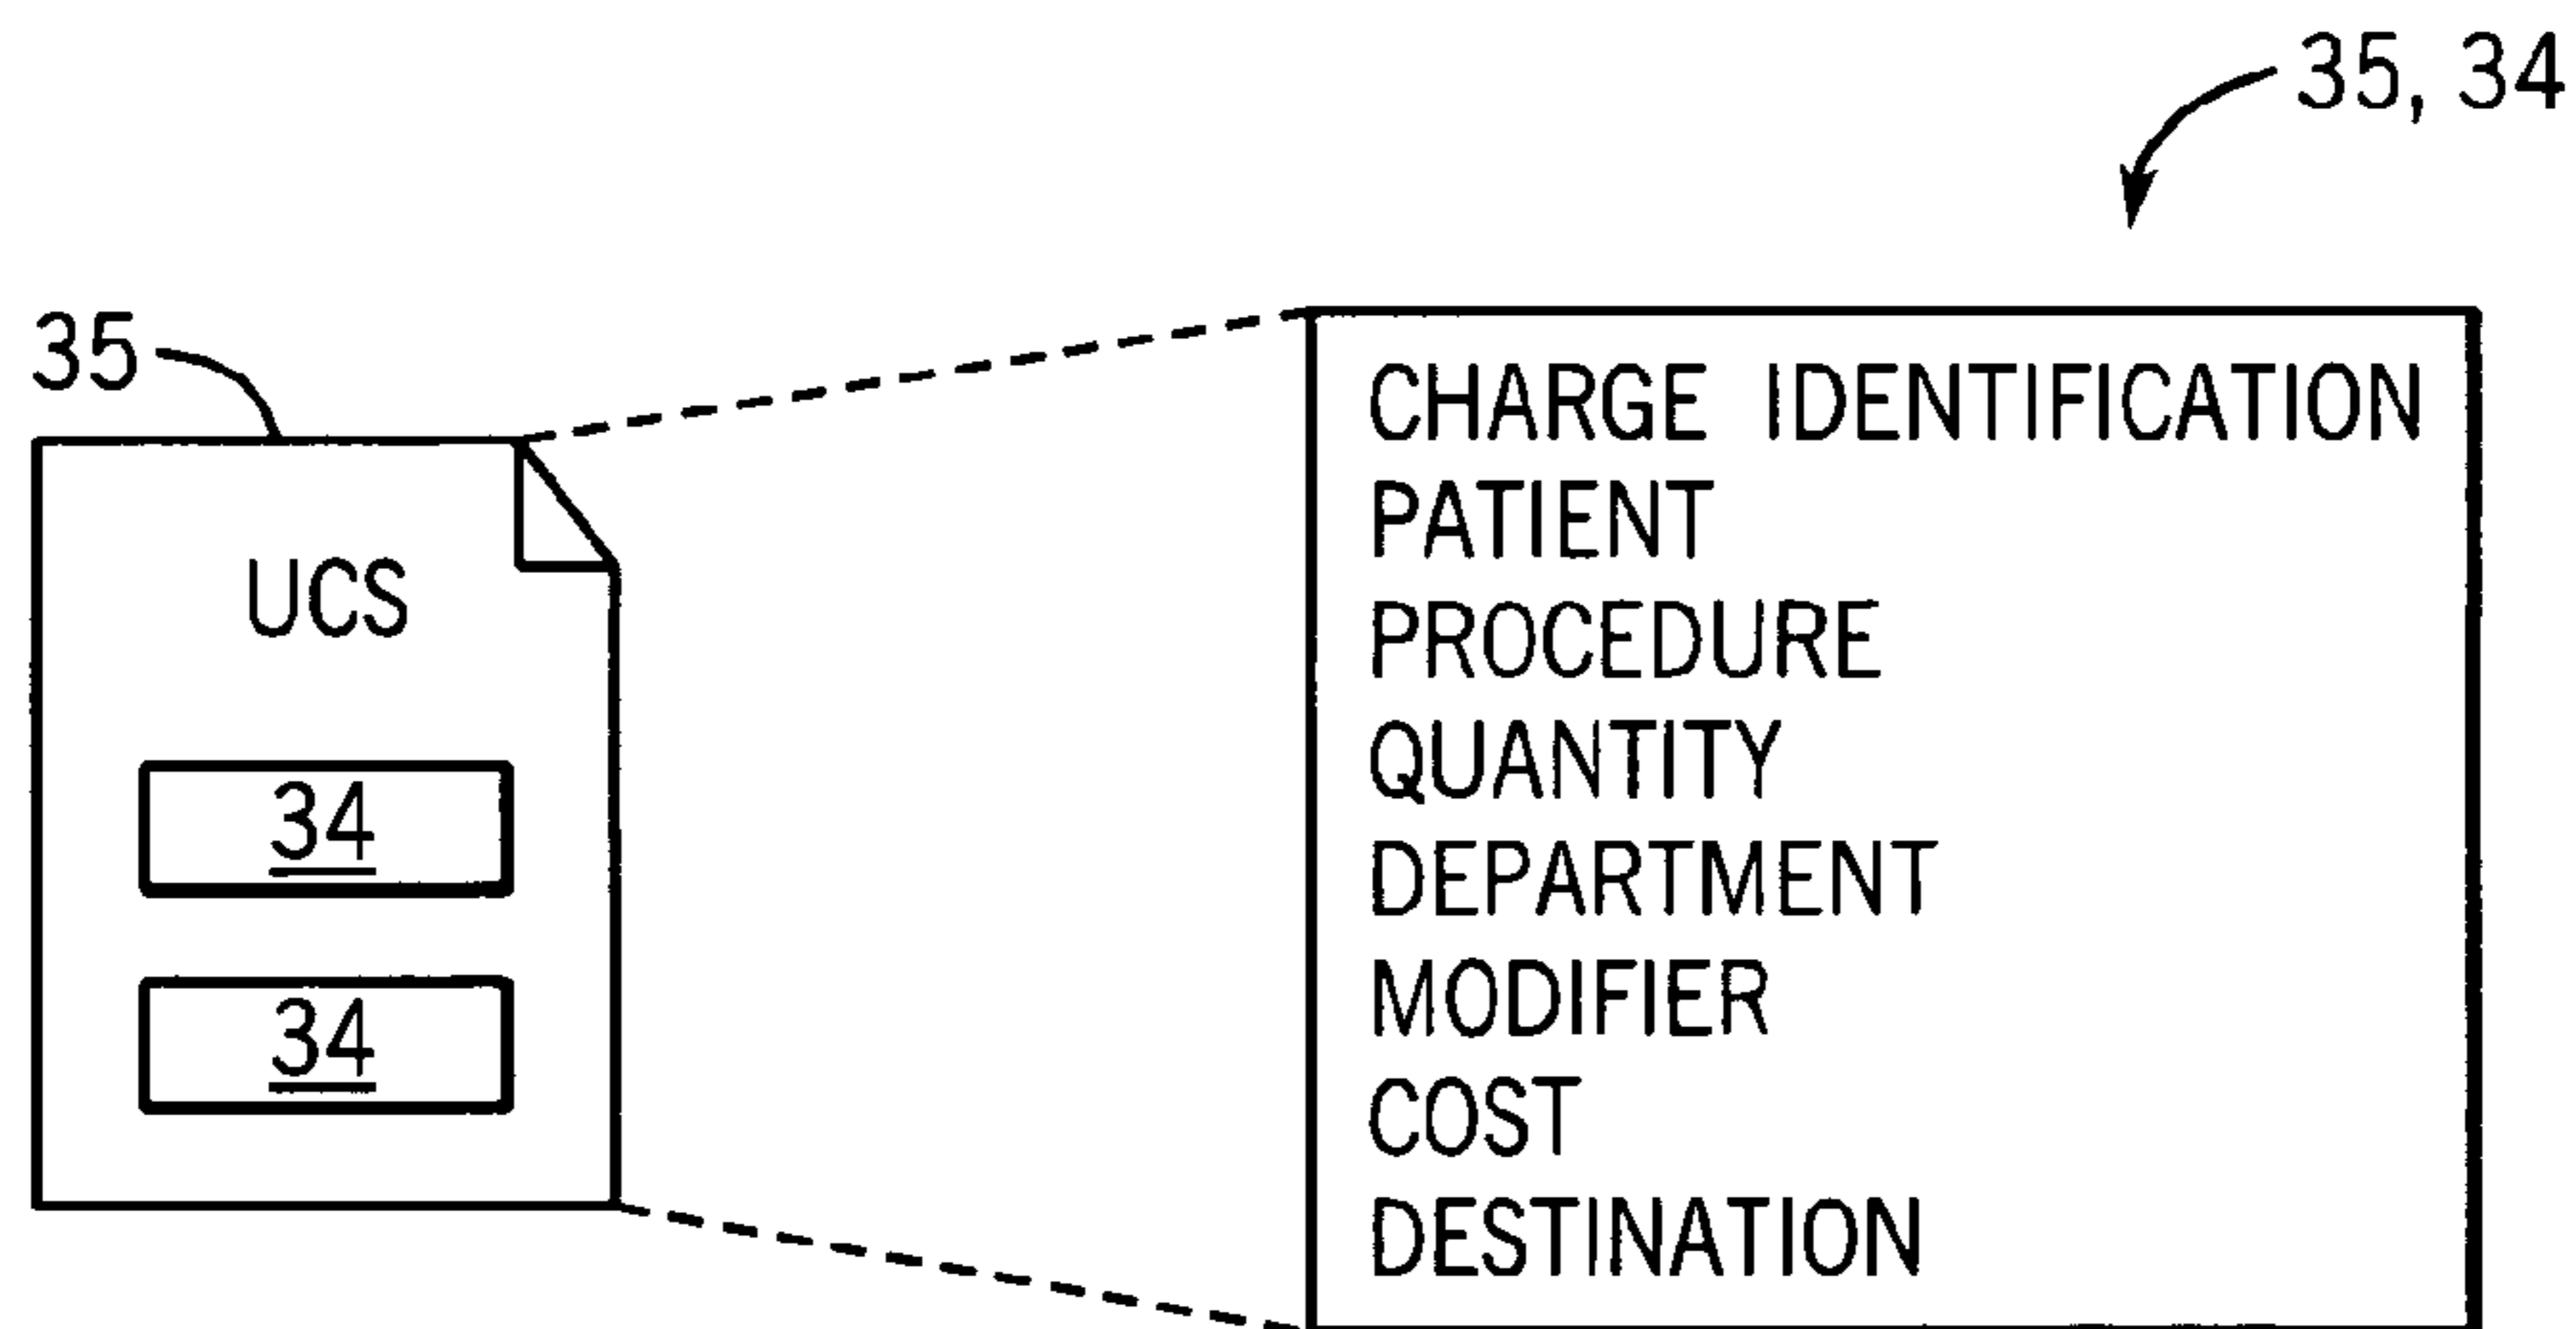 35, 34
35
UCS
34
34
CHARGE IDENTIFICATION
PATIENT
PROCEDURE
QUANTITY
DEPARTMENT
MODIFIER
COST
DESTINATION